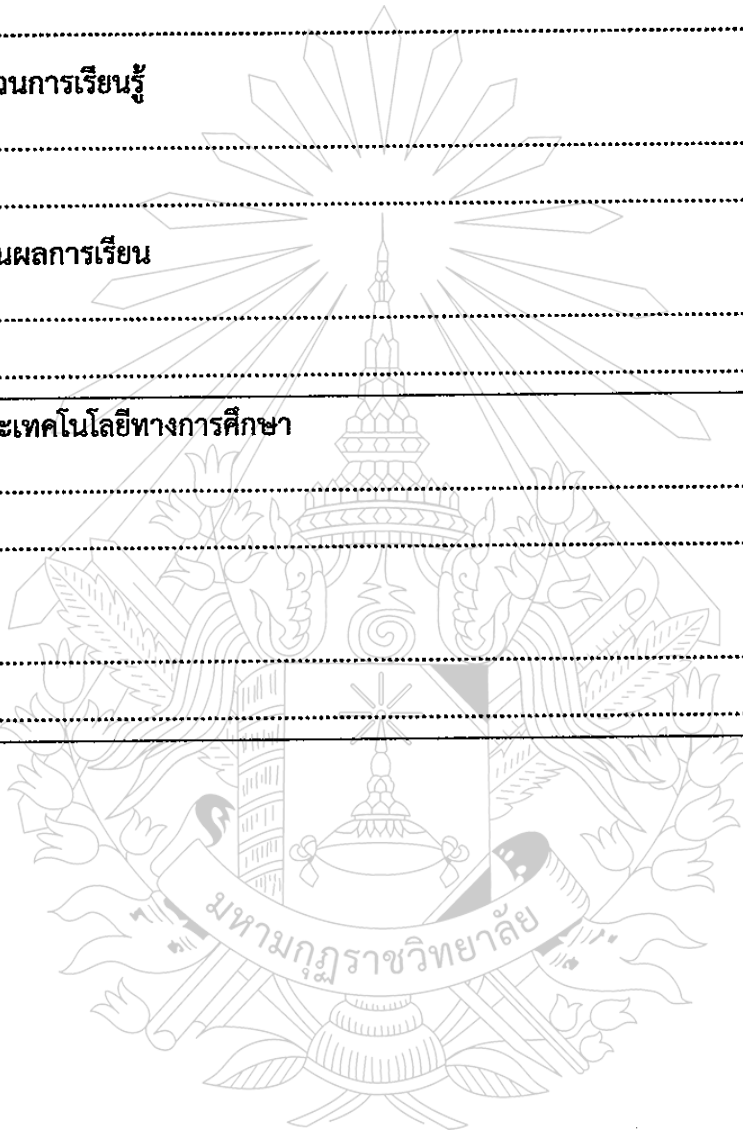 วนการเรียนรู้
นผลการเรียน
ะเทคโนโลยีทางการศึกษา
มหามกุฏราชวิทยาลัย